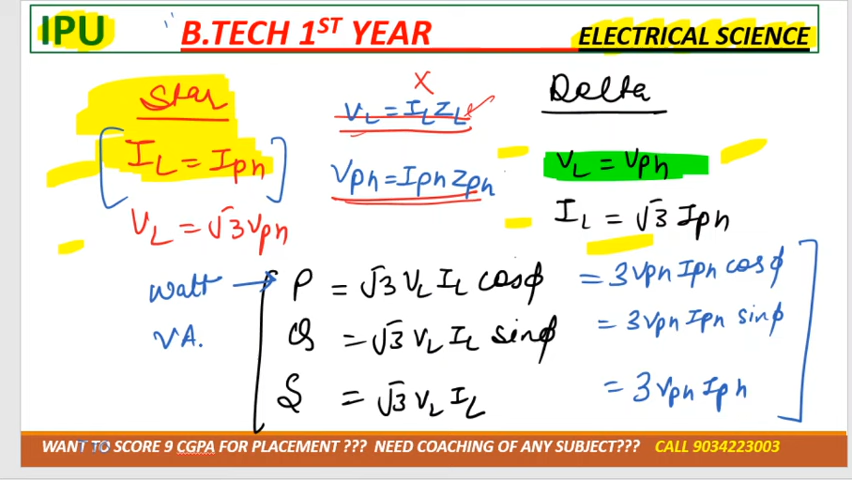 IPU B.TECH 1ST YEAR ELECTRICAL SCIENCE
Star
X
Delta
VL = ILZL
[IL = Iph]
VL = Vph
Vph = Iph Zph
VL = √3 Vph
IL = √3 Iph
Watt → P = √3 VL IL cosϕ = 3 Vph Iph cosϕ
VA. Q = √3 VL IL sinϕ = 3 Vph Iph sinϕ
S = √3 VL IL = 3 Vph Iph
WANT TO SCORE 9 CGPA FOR PLACEMENT ??? NEED COACHING OF ANY SUBJECT??? CALL 9034223003